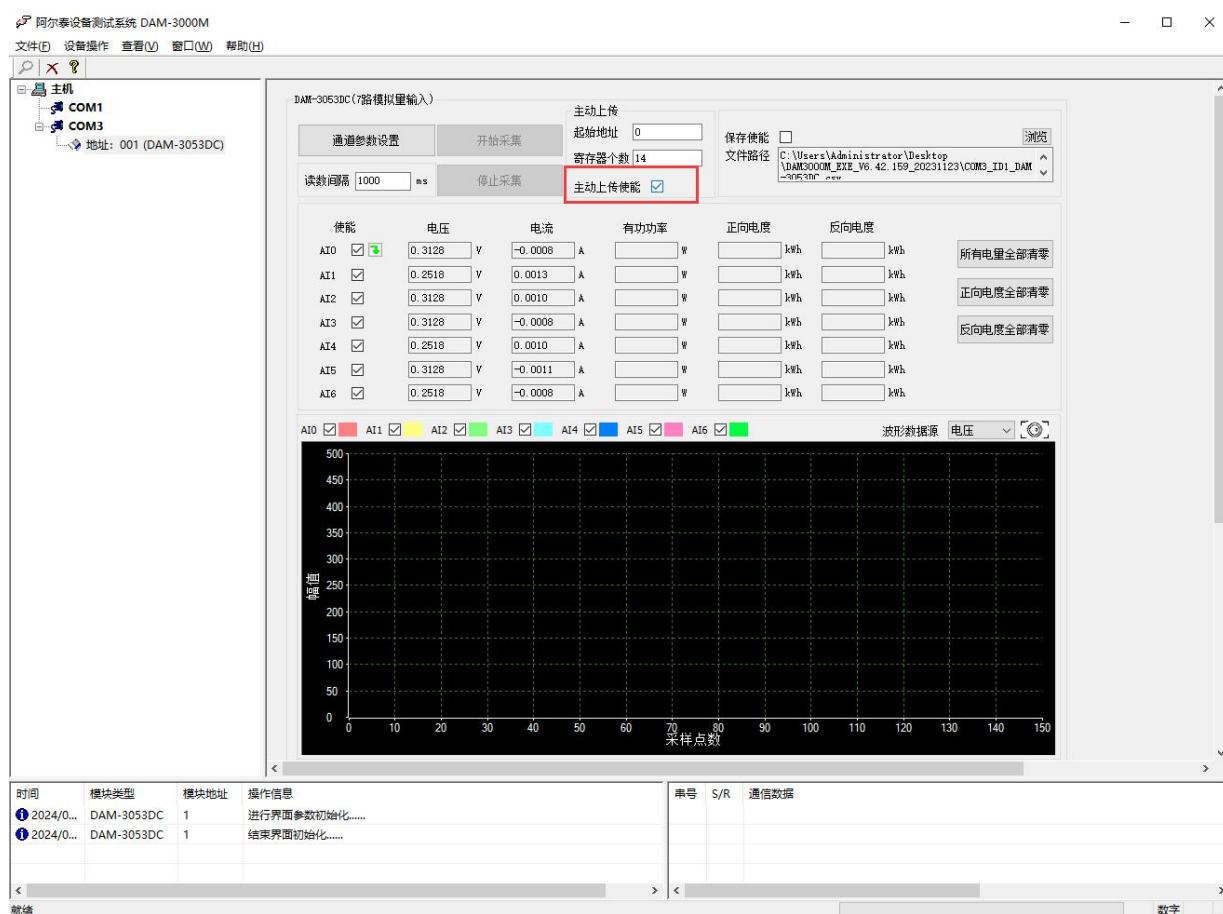 阿尔泰设备测试系统 DAM-3000M
文件(F) 设备操作 查看(V) 窗口(W) 帮助(H)
主机
COM1
COM3
地址：001 (DAM-3053DC)
DAM-3053DC(7路模拟量输入)
通道参数设置 开始采集
读数间隔 1000 ms 停止采集
主动上传
起始地址 0
寄存器个数 14
主动上传使能
保存使能 浏览
文件路径 C:\Users\Administrator\Desktop
\DAM3000M_EXE_V6.42.159_20231123\COM3_ID1_DAM
-3053DC.csv
使能 电压 电流 有功功率 正向电度 反向电度
AI0 0.3128 V -0.0008 A W kWh kWh
AI1 0.2518 V 0.0013 A W kWh kWh
AI2 0.3128 V 0.0010 A W kWh kWh
AI3 0.3128 V -0.0008 A W kWh kWh
AI4 0.2518 V 0.0010 A W kWh kWh
AI5 0.3128 V -0.0011 A W kWh kWh
AI6 0.2518 V -0.0008 A W kWh kWh
所有电量全部清零
正向电度全部清零
反向电度全部清零
AI0 AI1 AI2 AI3 AI4 AI5 AI6 波形数据源 电压
500
450
400
350
300
250
200
150
100
50
0
幅值
0 10 20 30 40 50 60 70 80 90 100 110 120 130 140 150
采样点数
时间 模块类型 模块地址 操作信息
2024/0... DAM-3053DC 1 进行界面参数初始化......
2024/0... DAM-3053DC 1 结束界面初始化......
串号 S/R 通信数据
就绪 数字